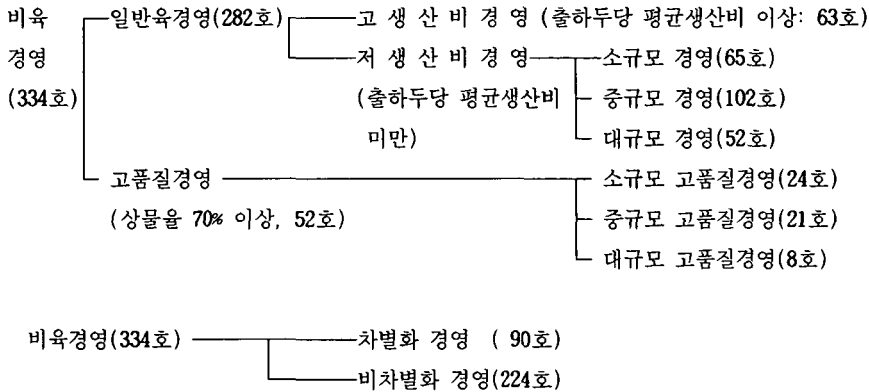 비육 일반육경영(282호) 고 생 산 비 경 영 (출하두당 평균생산비 이상: 63호)
경영 저 생 산 비 경 영 소규모 경영(65호)
(334호) (출하두당 평균생산비 중규모 경영(102호)
미만) 대규모 경영(52호)
고품질경영 소규모 고품질경영(24호)
(상물율 70% 이상, 52호) 중규모 고품질경영(21호)
대규모 고품질경영(8호)
비육경영(334호) 차별화 경영 ( 90호)
비차별화 경영(224호)